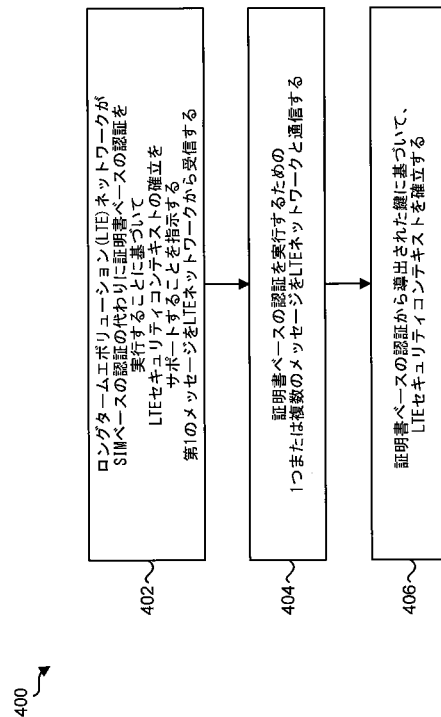 400
ロングタームエボリューション(LTE)ネットワークが
SIMベースの認証の代わりに証明書ベースの認証を
実行することに基づいて
LTEセキュリティコンテキストの確立を
サポートすることを指示する
第1のメッセージをLTEネットワークから受信する
402
証明書ベースの認証を実行するための
1つまたは複数のメッセージをLTEネットワークと通信する
404
証明書ベースの認証から導出された鍵に基づいて、
LTEセキュリティコンテキストを確立する
406